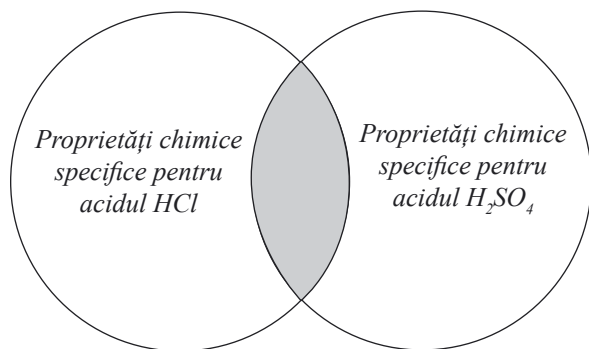 Proprietăți chimice
specifice pentru
acidul HCl
Proprietăți chimice
specifice pentru
acidul H₂SO₄